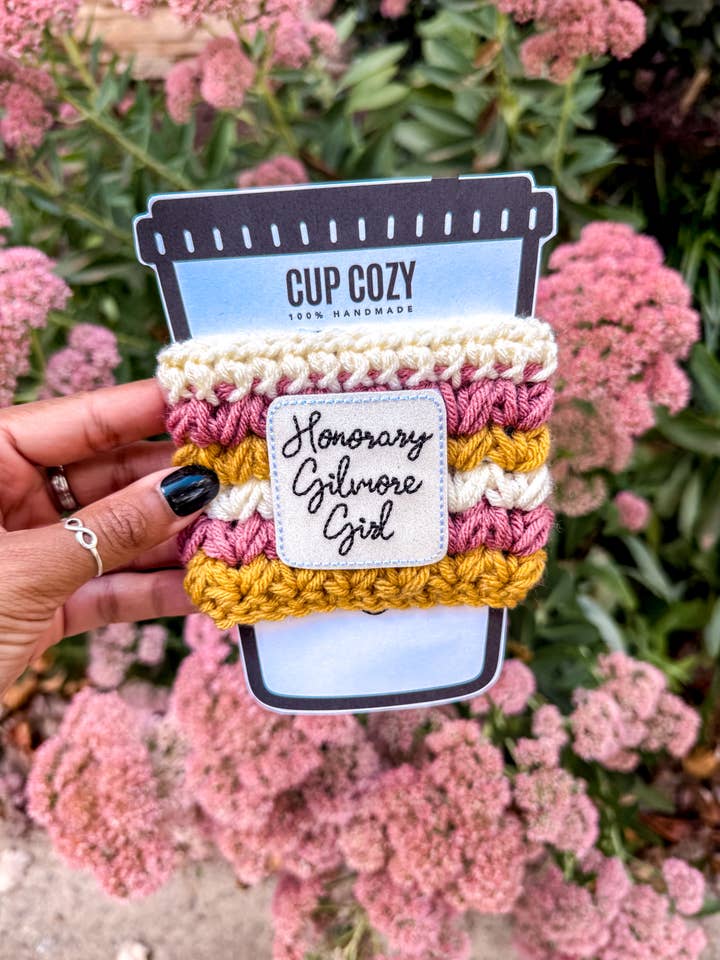 CUP COZY
100% HANDMADE
Honorary
Gilmore
Girl